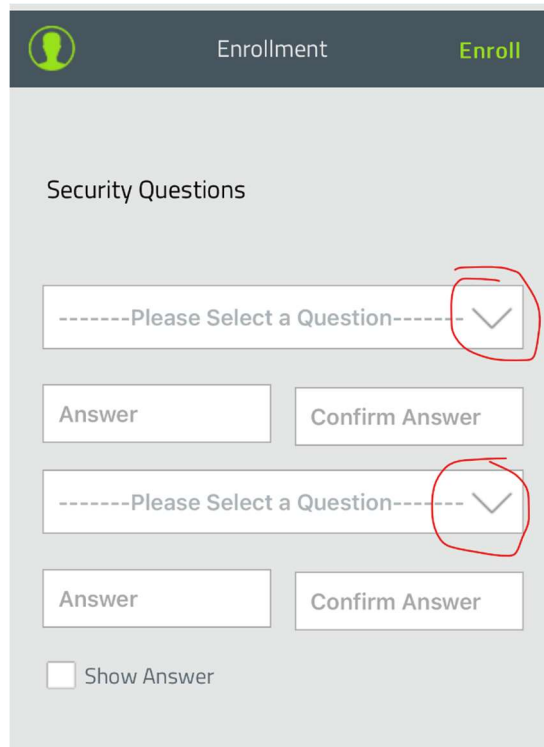 Enrollment Enroll
Security Questions
-------Please Select a Question-------
Answer Confirm Answer
-------Please Select a Question-------
Answer Confirm Answer
Show Answer